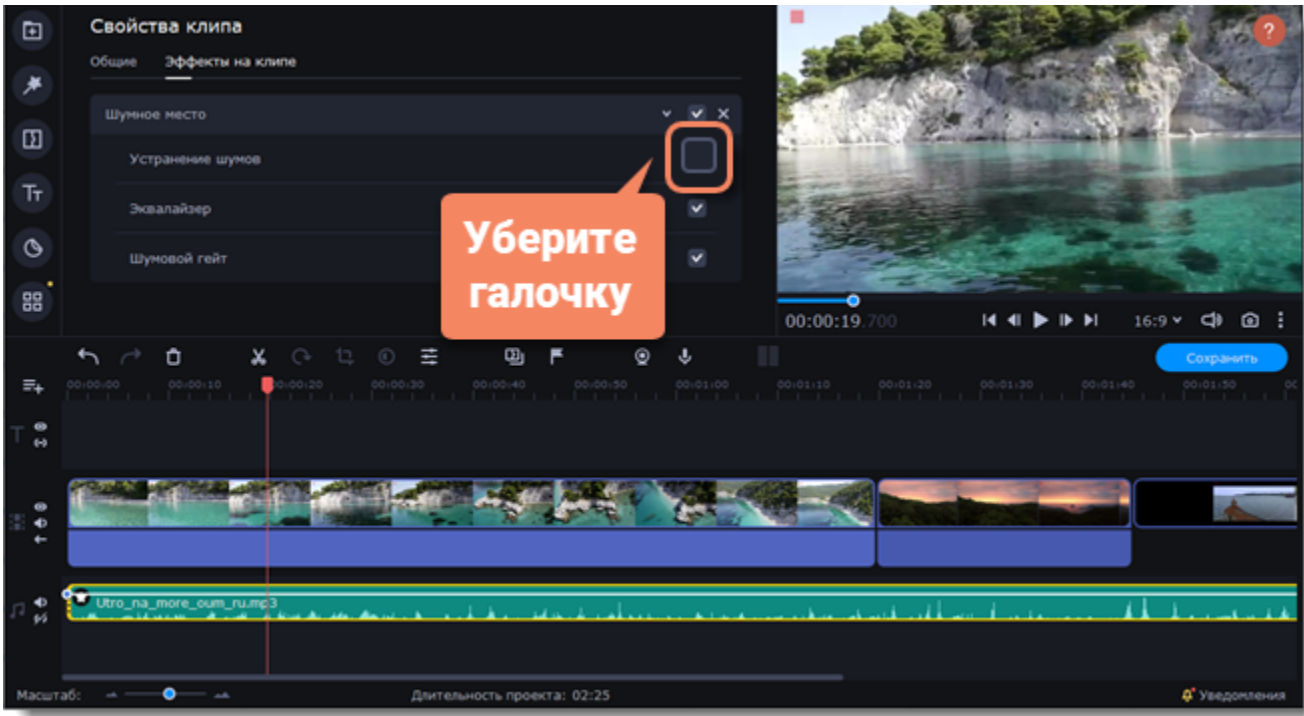 Свойства клипа
Общие Эффекты на клипе
Шумное место
Устранение шумов
Эквалайзер
Шумовой гейт
Уберите
галочку
?
00:00:19.700
16:9
Сохранить
00:00:00 00:00:10 00:00:20 00:00:30 00:00:40 00:00:50 00:01:00 00:01:10 00:01:20 00:01:30 00:01:40 00:01:50 00
Utro_na_more_oum_ru.mp3
Масштаб:
Длительность проекта: 02:25
Уведомления